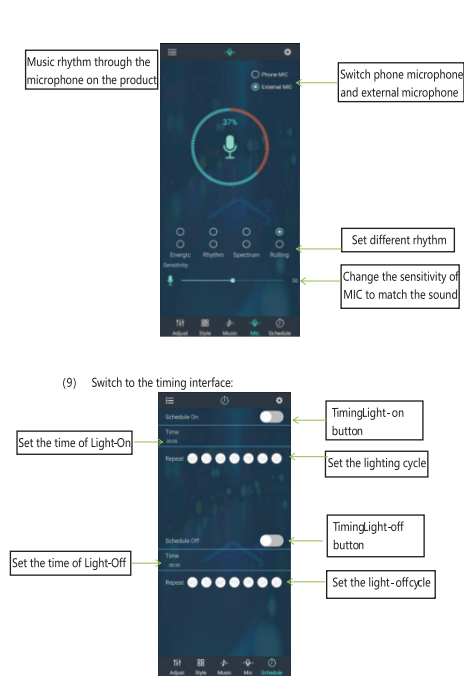 Music rhythm through the
microphone on the product
Phone MIC
External MIC
Switch phone microphone
and external microphone
37%
Energic Rhythm Spectrum Rolling
Set different rhythm
Sensitivity
50
Change the sensitivity of
MIC to match the sound
Adjust Style Music Mic Schedule
(9) Switch to the timing interface:
Schedule On
TimingLight-on
button
Time
00:00
Set the time of Light-On
Repeat
Set the lighting cycle
Schedule Off
TimingLight-off
button
Time
00:00
Set the time of Light-Off
Repeat
Set the light-offcycle
Adjust Style Music Mic Schedule